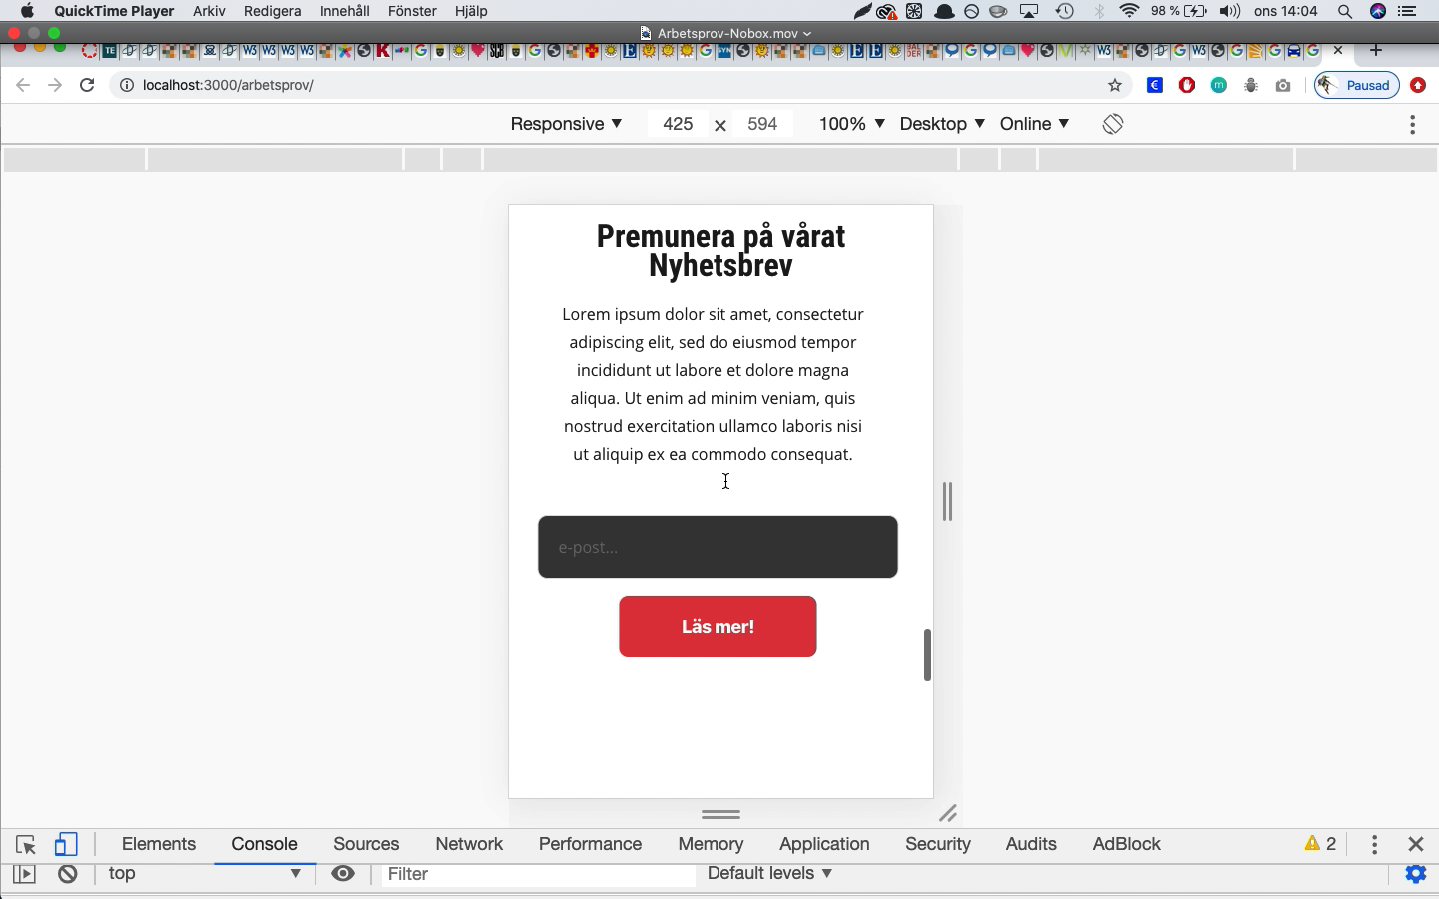 QuickTime Player Arkiv Redigera Innehåll Fönster Hjälp 98 % ons 14:04
Arbetsprov-Nobox.mov
localhost:3000/arbetsprov/ Pausad
Responsive 425 x 594 100% Desktop Online
Premunera på vårat
Nyhetsbrev
Lorem ipsum dolor sit amet, consectetur
adipiscing elit, sed do eiusmod tempor
incididunt ut labore et dolore magna
aliqua. Ut enim ad minim veniam, quis
nostrud exercitation ullamco laboris nisi
ut aliquip ex ea commodo consequat.
e-post...
Läs mer!
Elements Console Sources Network Performance Memory Application Security Audits AdBlock 2
top Filter Default levels